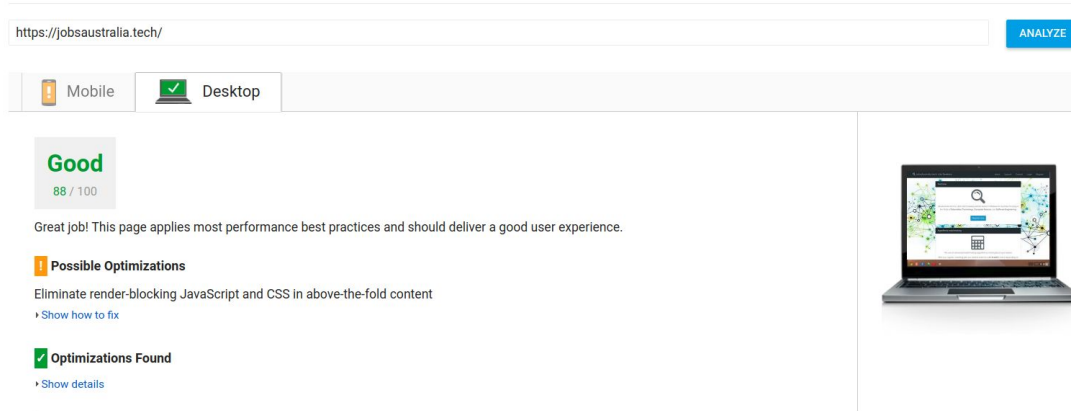 https://jobsaustralia.tech/
ANALYZE
Mobile
Desktop
Good
88 / 100
Great job! This page applies most performance best practices and should deliver a good user experience.
! Possible Optimizations
Eliminate render-blocking JavaScript and CSS in above-the-fold content
Show how to fix
Optimizations Found
Show details